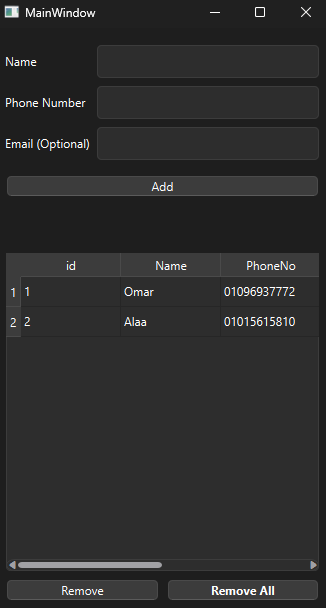 MainWindow
Name
Phone Number
Email (Optional)
Add
id Name PhoneNo
1 1 Omar 01096937772
2 2 Alaa 01015615810
Remove Remove All